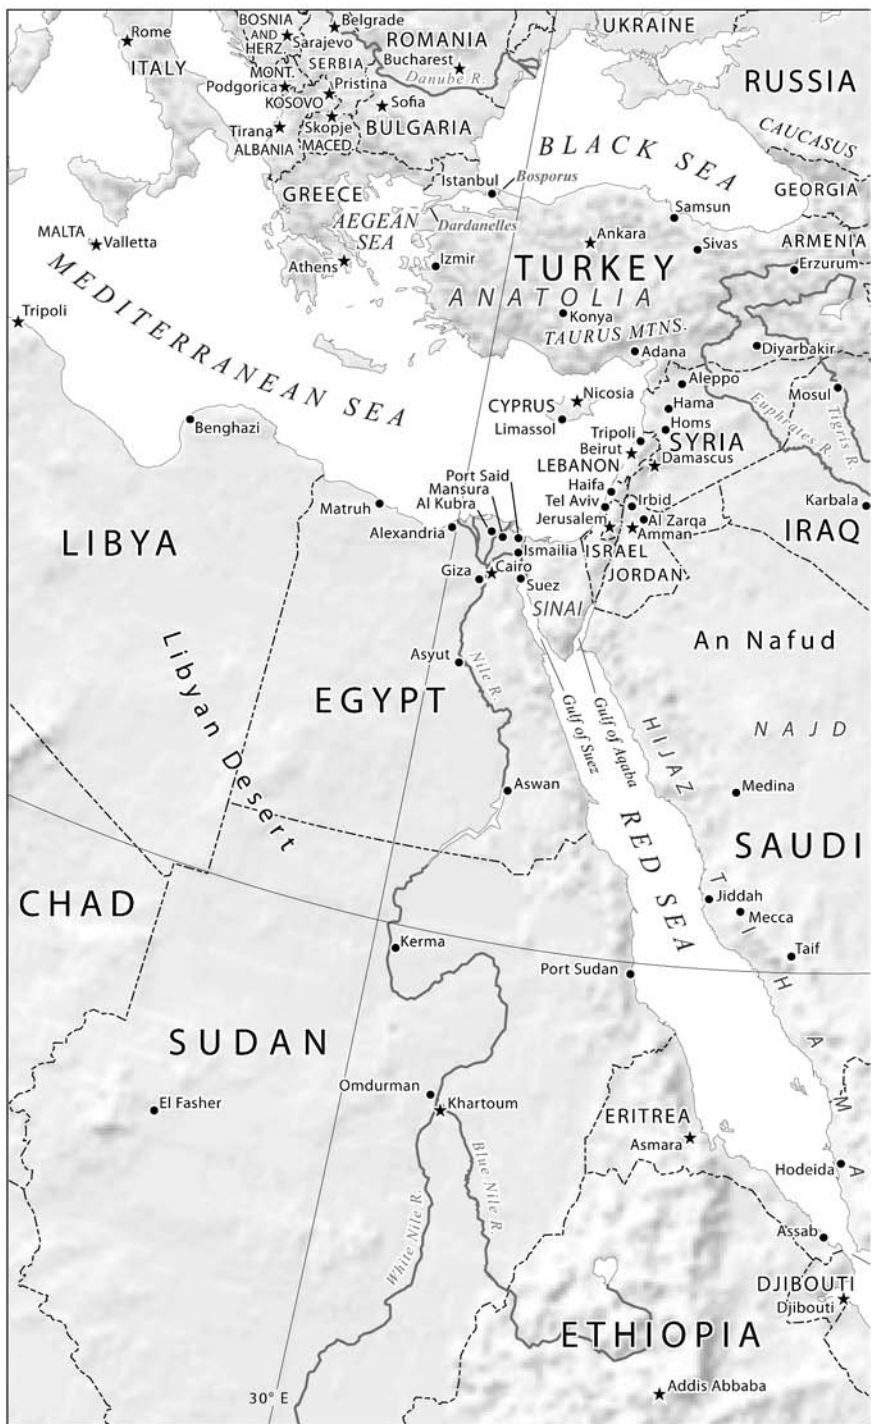 BOSNIA
AND
HERZ.
Belgrade
ROMANIA
UKRAINE
Rome
Sarajevo
Bucharest
ITALY
SERBIA
MONT.
Danube R.
RUSSIA
Podgorica
Pristina
KOSOVO
Sofia
Skopje
BULGARIA
Tirana
MACED.
ALBANIA
CAUCASUS
BLACK SEA
Istanbul
Bosporus
GREECE
GEORGIA
Samsun
MALTA
Valletta
AEGEAN
SEA
Dardanelles
Ankara
Sivas
ARMENIA
Athens
Izmir
TURKEY
Erzurum
MEDITERRANEAN SEA
ANATOLIA
Tripoli
Konya
TAURUS MTNS.
Adana
Diyarbakir
Aleppo
Nicosia
Mosul
CYPRUS
Hama
Limassol
Euphrates R.
Tigris R.
Benghazi
Homs
Tripoli
SYRIA
Beirut
LEBANON
Damascus
Port Said
Mansura
Al Kubra
Haifa
Tel Aviv
Irbid
Karbala
Matruh
Jerusalem
Al Zarqa
Amman
Alexandria
IRAQ
LIBYA
Ismailia
ISRAEL
Cairo
Giza
Suez
JORDAN
SINAI
An Nafud
Libyan Desert
Asyut
Nile R.
EGYPT
Gulf of Suez
Gulf of Aqaba
HIJAZ
NAJD
Aswan
Medina
RED SEA
SAUDI
CHAD
Jiddah
Mecca
TIHAMA
Kerma
Taif
Port Sudan
SUDAN
Omdurman
El Fasher
Khartoum
ERITREA
Asmara
Blue Nile R.
Hodeida
White Nile R.
Assab
DJIBOUTI
Djibouti
ETHIOPIA
30° E
Addis Abbaba